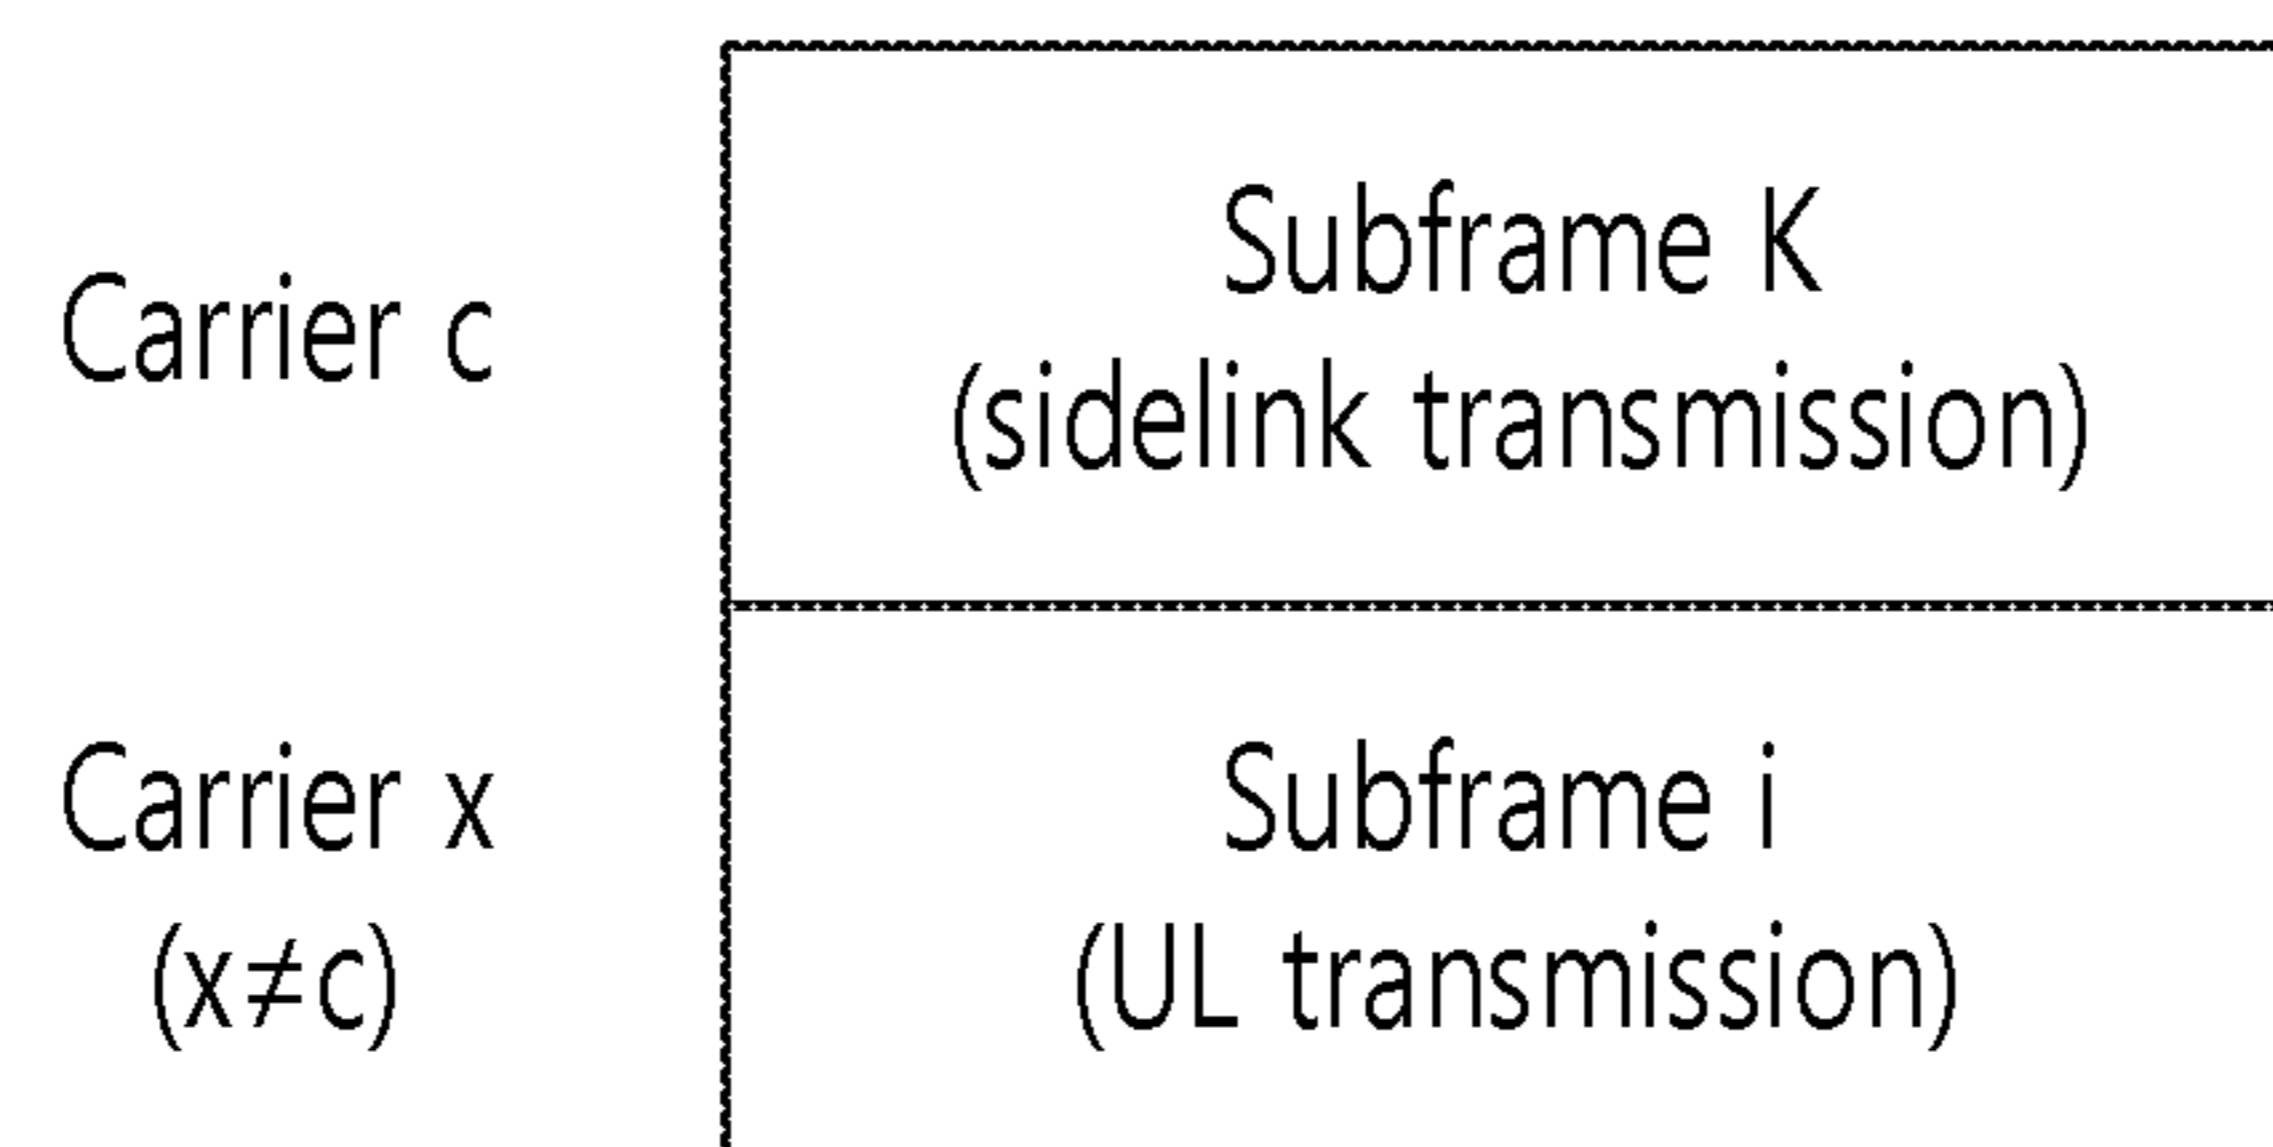 Carrier c
Subframe K
(sidelink transmission)
Carrier x
(x≠c)
Subframe i
(UL transmission)